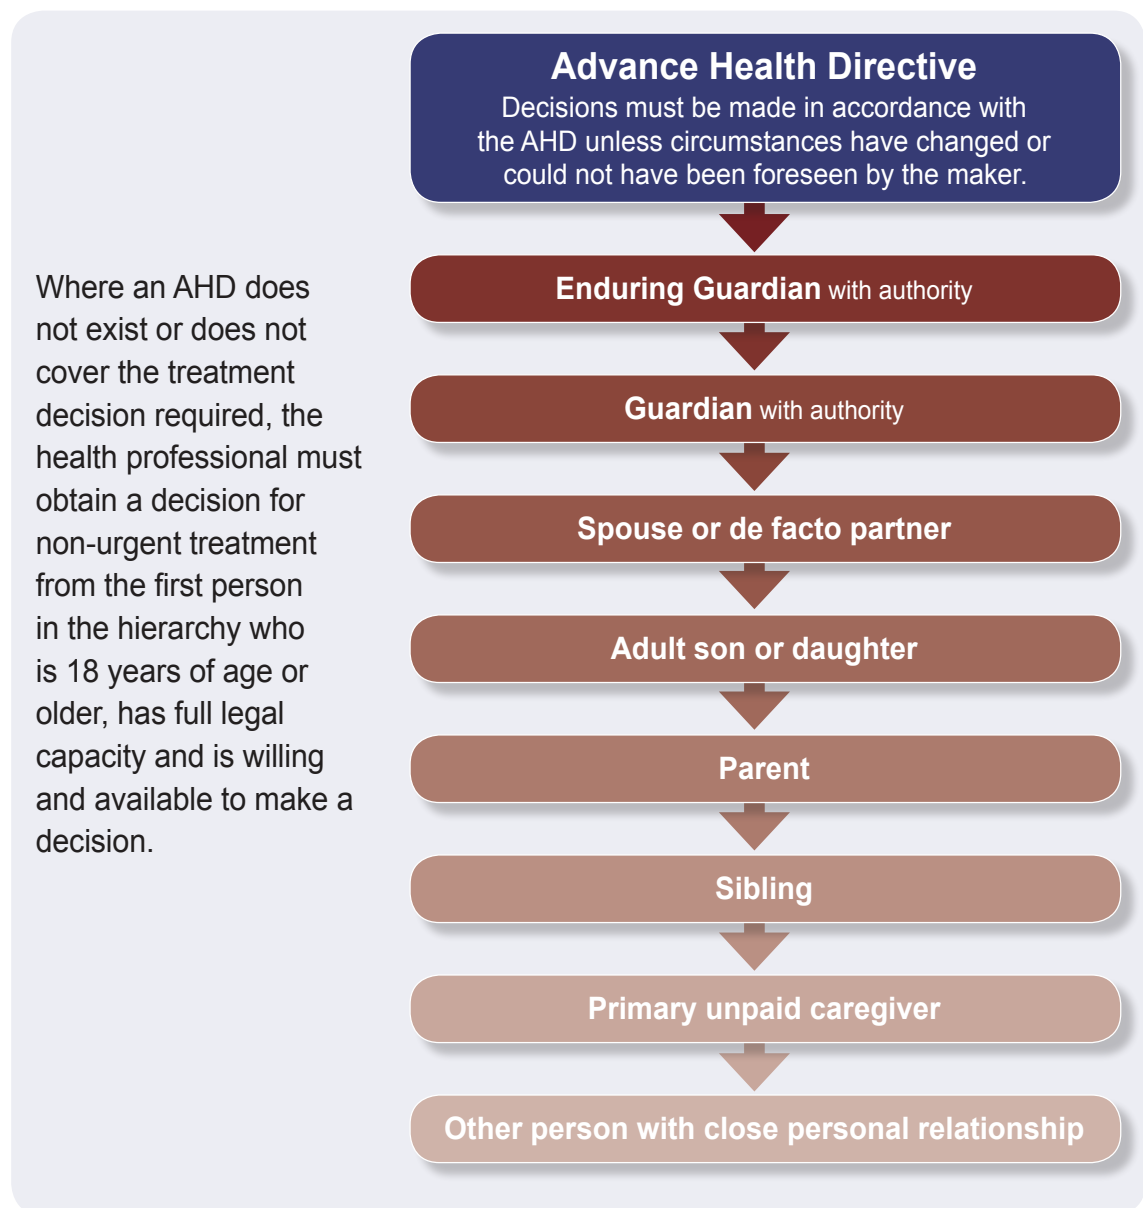 Advance Health Directive
Decisions must be made in accordance with
the AHD unless circumstances have changed or
could not have been foreseen by the maker.
Where an AHD does
not exist or does not
cover the treatment
decision required, the
health professional must
obtain a decision for
non-urgent treatment
from the first person
in the hierarchy who
is 18 years of age or
older, has full legal
capacity and is willing
and available to make a
decision.
Enduring Guardian with authority
Guardian with authority
Spouse or de facto partner
Adult son or daughter
Parent
Sibling
Primary unpaid caregiver
Other person with close personal relationship